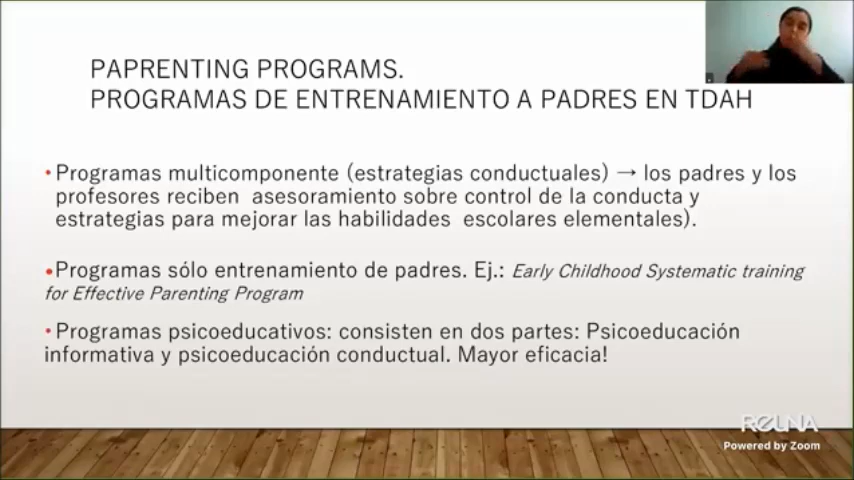 PAPRENTING PROGRAMS.
PROGRAMAS DE ENTRENAMIENTO A PADRES EN TDAH
• Programas multicomponente (estrategias conductuales) → los padres y los
profesores reciben asesoramiento sobre control de la conducta y
estrategias para mejorar las habilidades escolares elementales).
• Programas sólo entrenamiento de padres. Ej.: Early Childhood Systematic training
for Effective Parenting Program
• Programas psicoeducativos: consisten en dos partes: Psicoeducación
informativa y psicoeducación conductual. Mayor eficacia!
Powered by Zoom